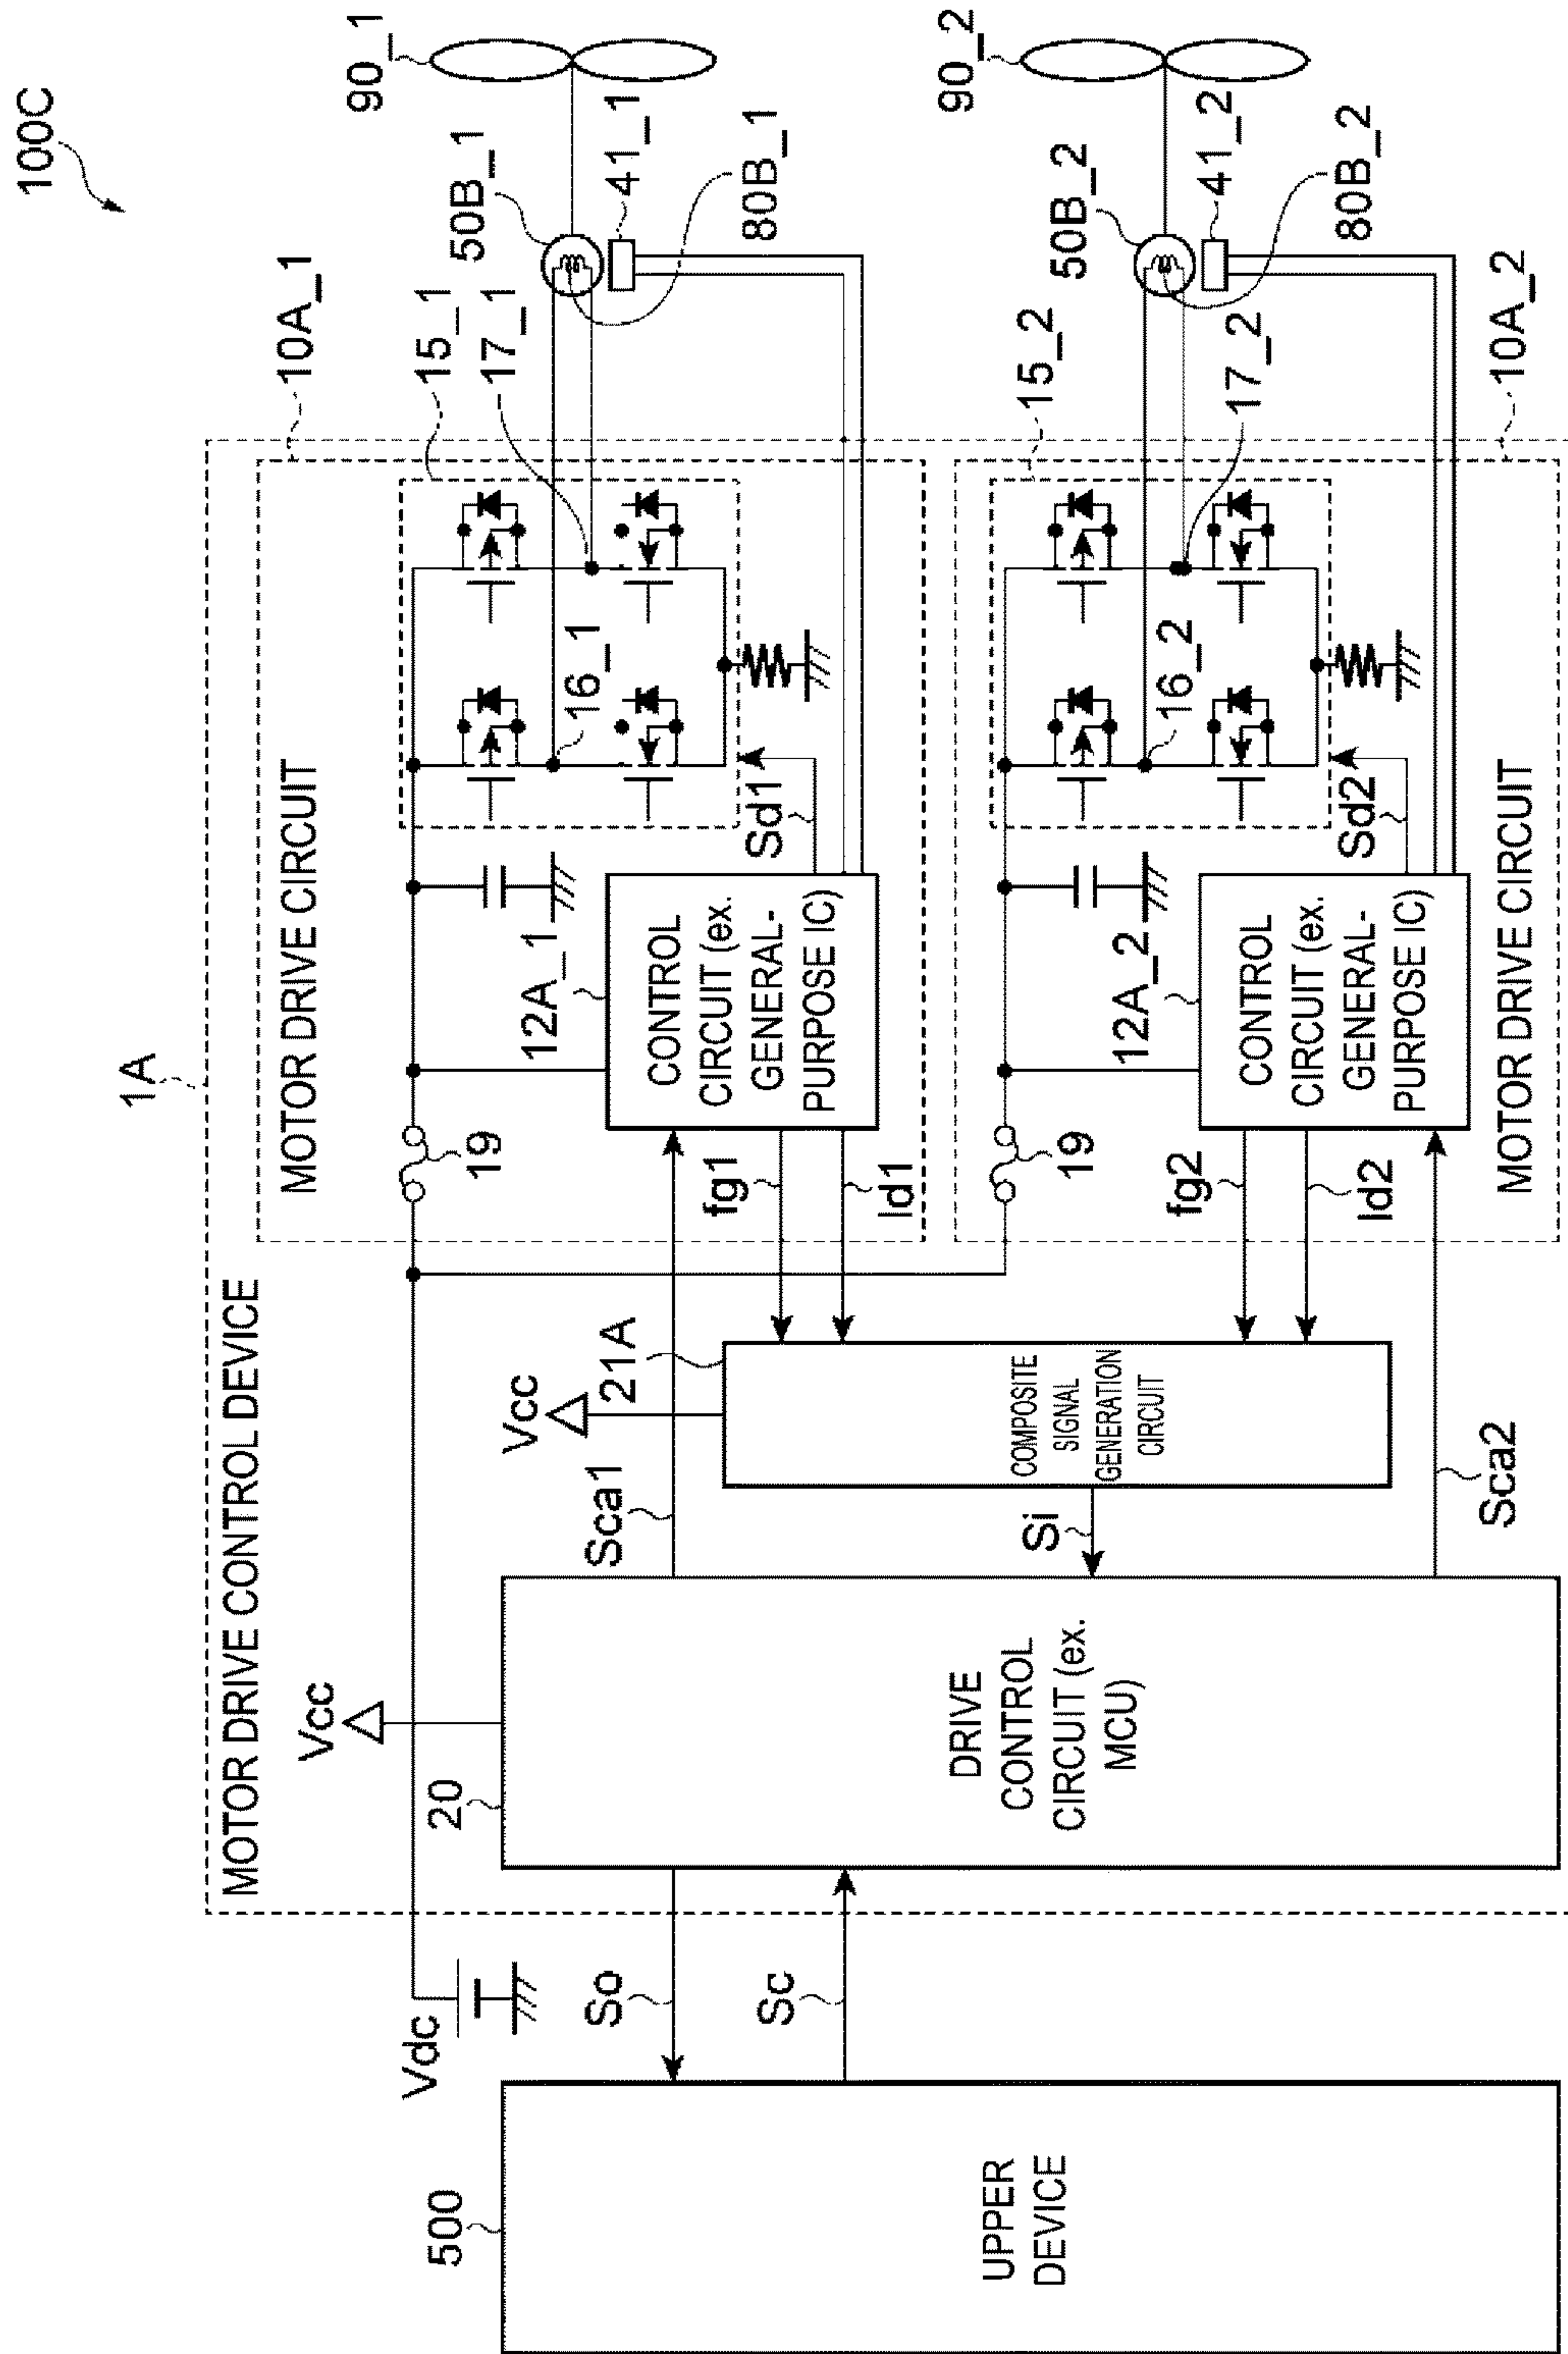 100C
1A
MOTOR DRIVE CONTROL DEVICE
MOTOR DRIVE CIRCUIT
10A_1
15_1
17_1
16_1
50B_1
90_1
41_1
80B_1
19
12A_1
CONTROL
CIRCUIT (ex.
GENERAL-
PURPOSE IC)
Sd1
fg1
Id1
Vdc
Vcc
20
DRIVE
CONTROL
CIRCUIT (ex.
MCU)
Sca1
Vcc
21A
COMPOSITE
SIGNAL
GENERATION
CIRCUIT
Si
Sca2
500
UPPER
DEVICE
So
Sc
50B_2
90_2
41_2
80B_2
15_2
17_2
16_2
10A_2
19
12A_2
CONTROL
CIRCUIT (ex.
GENERAL-
PURPOSE IC)
Sd2
fg2
Id2
MOTOR DRIVE CIRCUIT